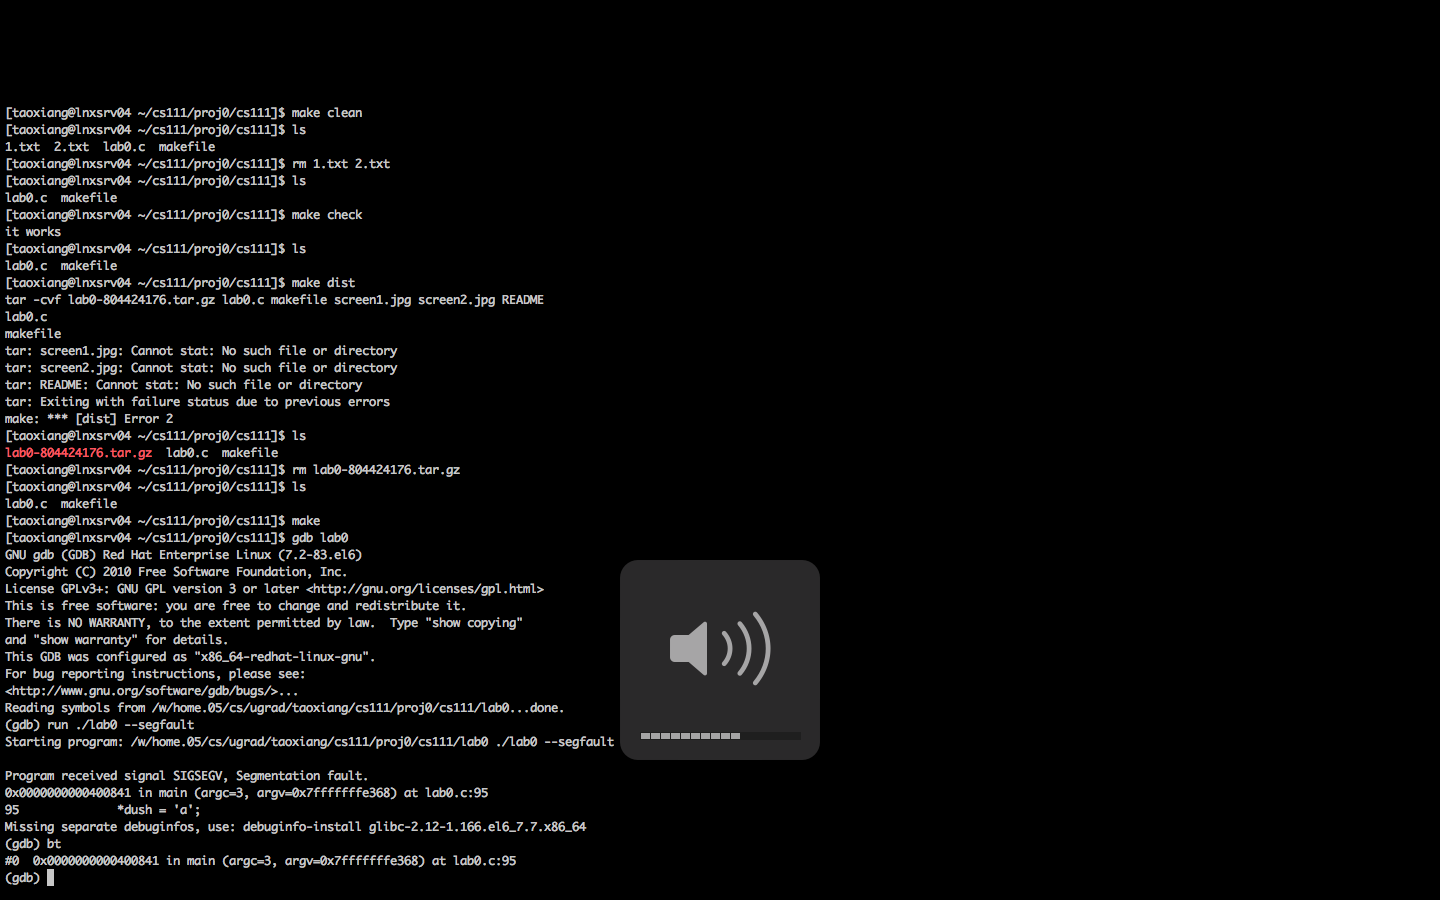 [taoxiang@lnxsrv04 ~/cs111/proj0/cs111]$ make clean
[taoxiang@lnxsrv04 ~/cs111/proj0/cs111]$ ls
1.txt  2.txt  lab0.c  makefile
[taoxiang@lnxsrv04 ~/cs111/proj0/cs111]$ rm 1.txt 2.txt
[taoxiang@lnxsrv04 ~/cs111/proj0/cs111]$ ls
lab0.c  makefile
[taoxiang@lnxsrv04 ~/cs111/proj0/cs111]$ make check
it works
[taoxiang@lnxsrv04 ~/cs111/proj0/cs111]$ ls
lab0.c  makefile
[taoxiang@lnxsrv04 ~/cs111/proj0/cs111]$ make dist
tar -cvf lab0-804424176.tar.gz lab0.c makefile screen1.jpg screen2.jpg README
lab0.c
makefile
tar: screen1.jpg: Cannot stat: No such file or directory
tar: screen2.jpg: Cannot stat: No such file or directory
tar: README: Cannot stat: No such file or directory
tar: Exiting with failure status due to previous errors
make: *** [dist] Error 2
[taoxiang@lnxsrv04 ~/cs111/proj0/cs111]$ ls
lab0-804424176.tar.gz  lab0.c  makefile
[taoxiang@lnxsrv04 ~/cs111/proj0/cs111]$ rm lab0-804424176.tar.gz
[taoxiang@lnxsrv04 ~/cs111/proj0/cs111]$ ls
lab0.c  makefile
[taoxiang@lnxsrv04 ~/cs111/proj0/cs111]$ make
[taoxiang@lnxsrv04 ~/cs111/proj0/cs111]$ gdb lab0
GNU gdb (GDB) Red Hat Enterprise Linux (7.2-83.el6)
Copyright (C) 2010 Free Software Foundation, Inc.
License GPLv3+: GNU GPL version 3 or later <http://gnu.org/licenses/gpl.html>
This is free software: you are free to change and redistribute it.
There is NO WARRANTY, to the extent permitted by law.  Type "show copying"
and "show warranty" for details.
This GDB was configured as "x86_64-redhat-linux-gnu".
For bug reporting instructions, please see:
<http://www.gnu.org/software/gdb/bugs/>...
Reading symbols from /w/home.05/cs/ugrad/taoxiang/cs111/proj0/cs111/lab0...done.
(gdb) run ./lab0 --segfault
Starting program: /w/home.05/cs/ugrad/taoxiang/cs111/proj0/cs111/lab0 ./lab0 --segfault
Program received signal SIGSEGV, Segmentation fault.
0x0000000000400841 in main (argc=3, argv=0x7fffffffe368) at lab0.c:95
95              *dush = 'a';
Missing separate debuginfos, use: debuginfo-install glibc-2.12-1.166.el6_7.7.x86_64
(gdb) bt
#0  0x0000000000400841 in main (argc=3, argv=0x7fffffffe368) at lab0.c:95
(gdb)